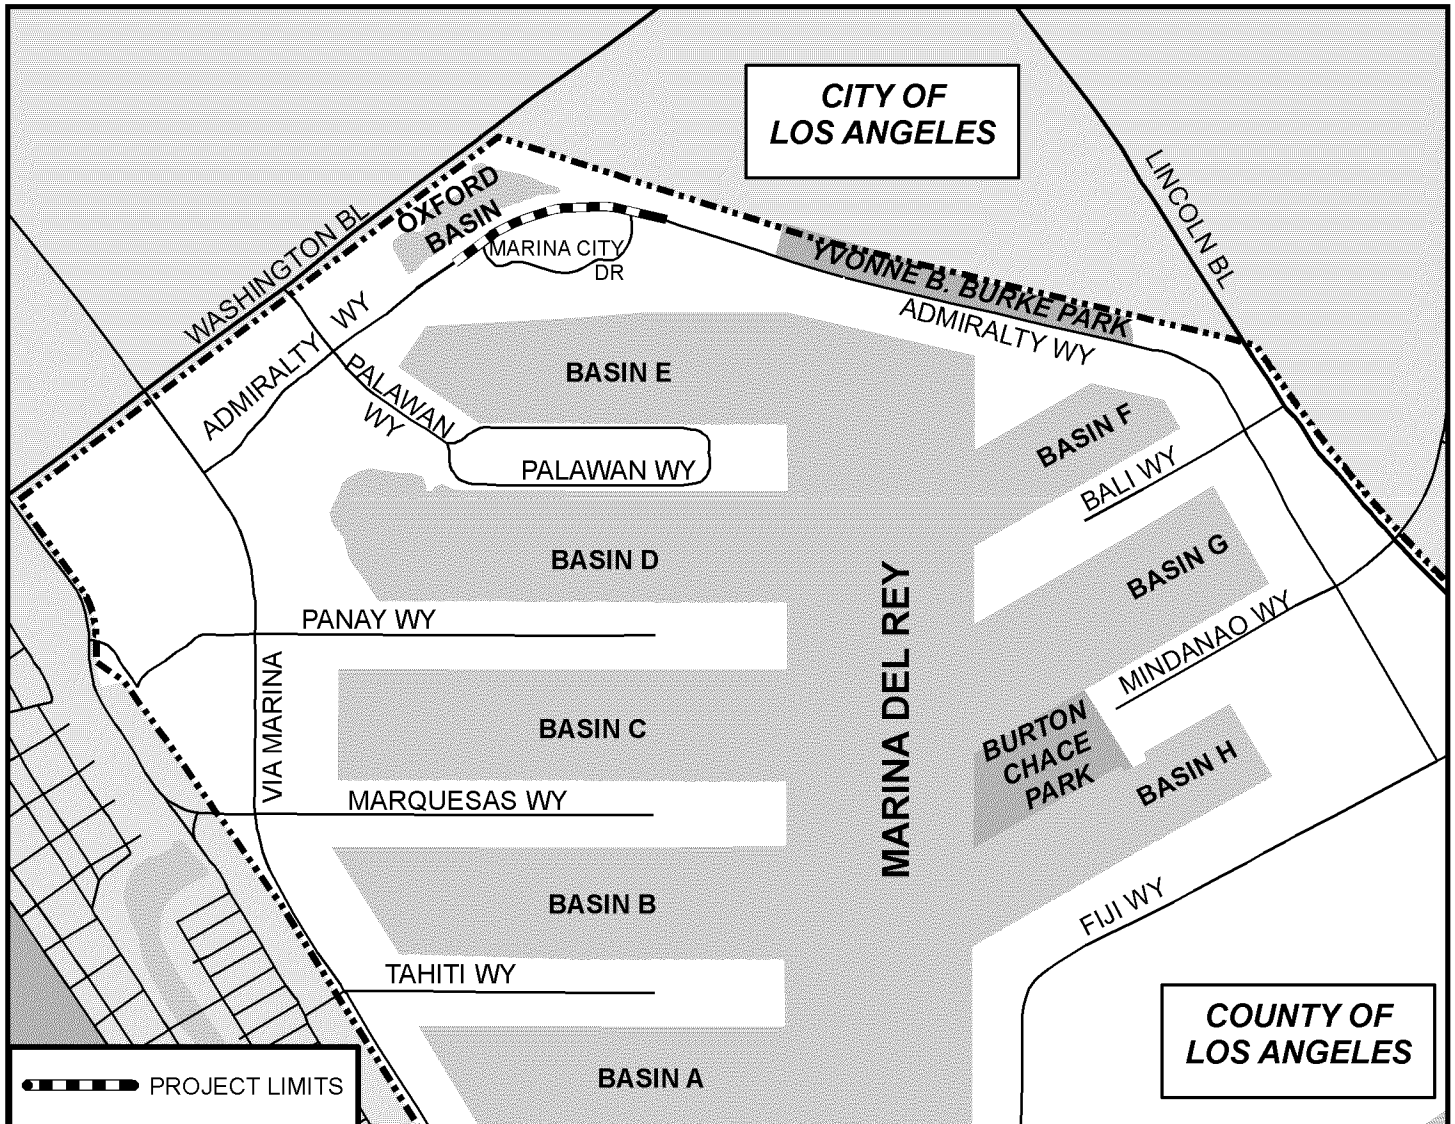 CITY OF
LOS ANGELES
LINCOLN BL
WASHINGTON BL
OXFORD
BASIN
MARINA CITY
DR
YVONNE B. BURKE PARK
ADMIRALTY WY
ADMIRALTY WY
PALAWAN
WY
BASIN E
PALAWAN WY
BASIN F
BALI WY
BASIN D
BASIN G
PANAY WY
MINDANAO WY
VIA MARINA
MARINA DEL REY
BASIN C
BURTON
CHACE
PARK
BASIN H
MARQUESAS WY
BASIN B
FIJI WY
TAHITI WY
COUNTY OF
LOS ANGELES
BASIN A
PROJECT LIMITS